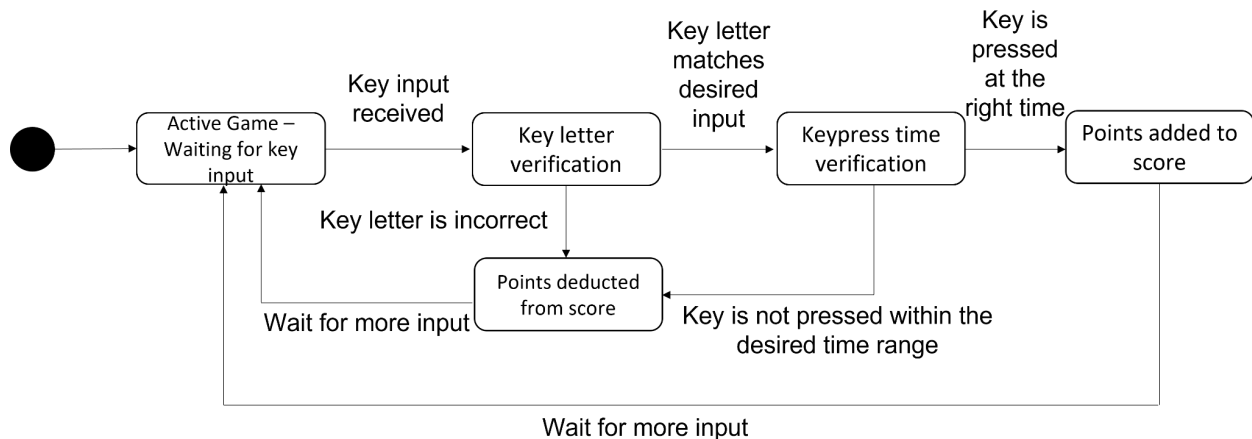 Key input
received
Key letter
matches
desired
input
Key is
pressed
at the
right time
Active Game –
Waiting for key
input
Key letter
verification
Keypress time
verification
Points added to
score
Key letter is incorrect
Points deducted
from score
Wait for more input
Key is not pressed within the
desired time range
Wait for more input